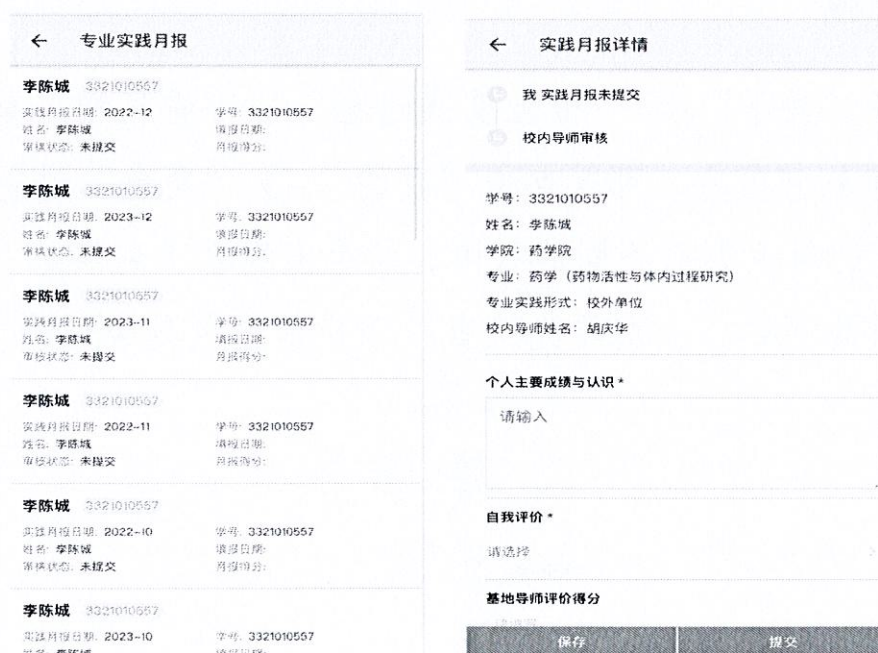 ← 专业实践月报
李陈城 3321010557
实践月报日期: 2022-12 学号: 3321010557
姓名: 李陈城 填报日期:
审核状态: 未提交 月报得分:
李陈城 3321010557
实践月报日期: 2023-12 学号: 3321010557
姓名: 李陈城 填报日期:
审核状态: 未提交 月报得分:
李陈城 3321010557
实践月报日期: 2023-11 学号: 3321010557
姓名: 李陈城 填报日期:
审核状态: 未提交 月报得分:
李陈城 3321010557
实践月报日期: 2022-11 学号: 3321010557
姓名: 李陈城 填报日期:
审核状态: 未提交 月报得分:
李陈城 3321010557
实践月报日期: 2022-10 学号: 3321010557
姓名: 李陈城 填报日期:
审核状态: 未提交 月报得分:
李陈城 3321010557
实践月报日期: 2023-10 学号: 3321010557
姓名: 李陈城 填报日期:
← 实践月报详情
我 实践月报未提交
校内导师审核
学号: 3321010557
姓名: 李陈城
学院: 药学院
专业: 药学（药物活性与体内过程研究）
专业实践形式: 校外单位
校内导师姓名: 胡庆华
个人主要成绩与认识 *
请输入
自我评价 *
请选择 >
基地导师评价得分
保存 提交